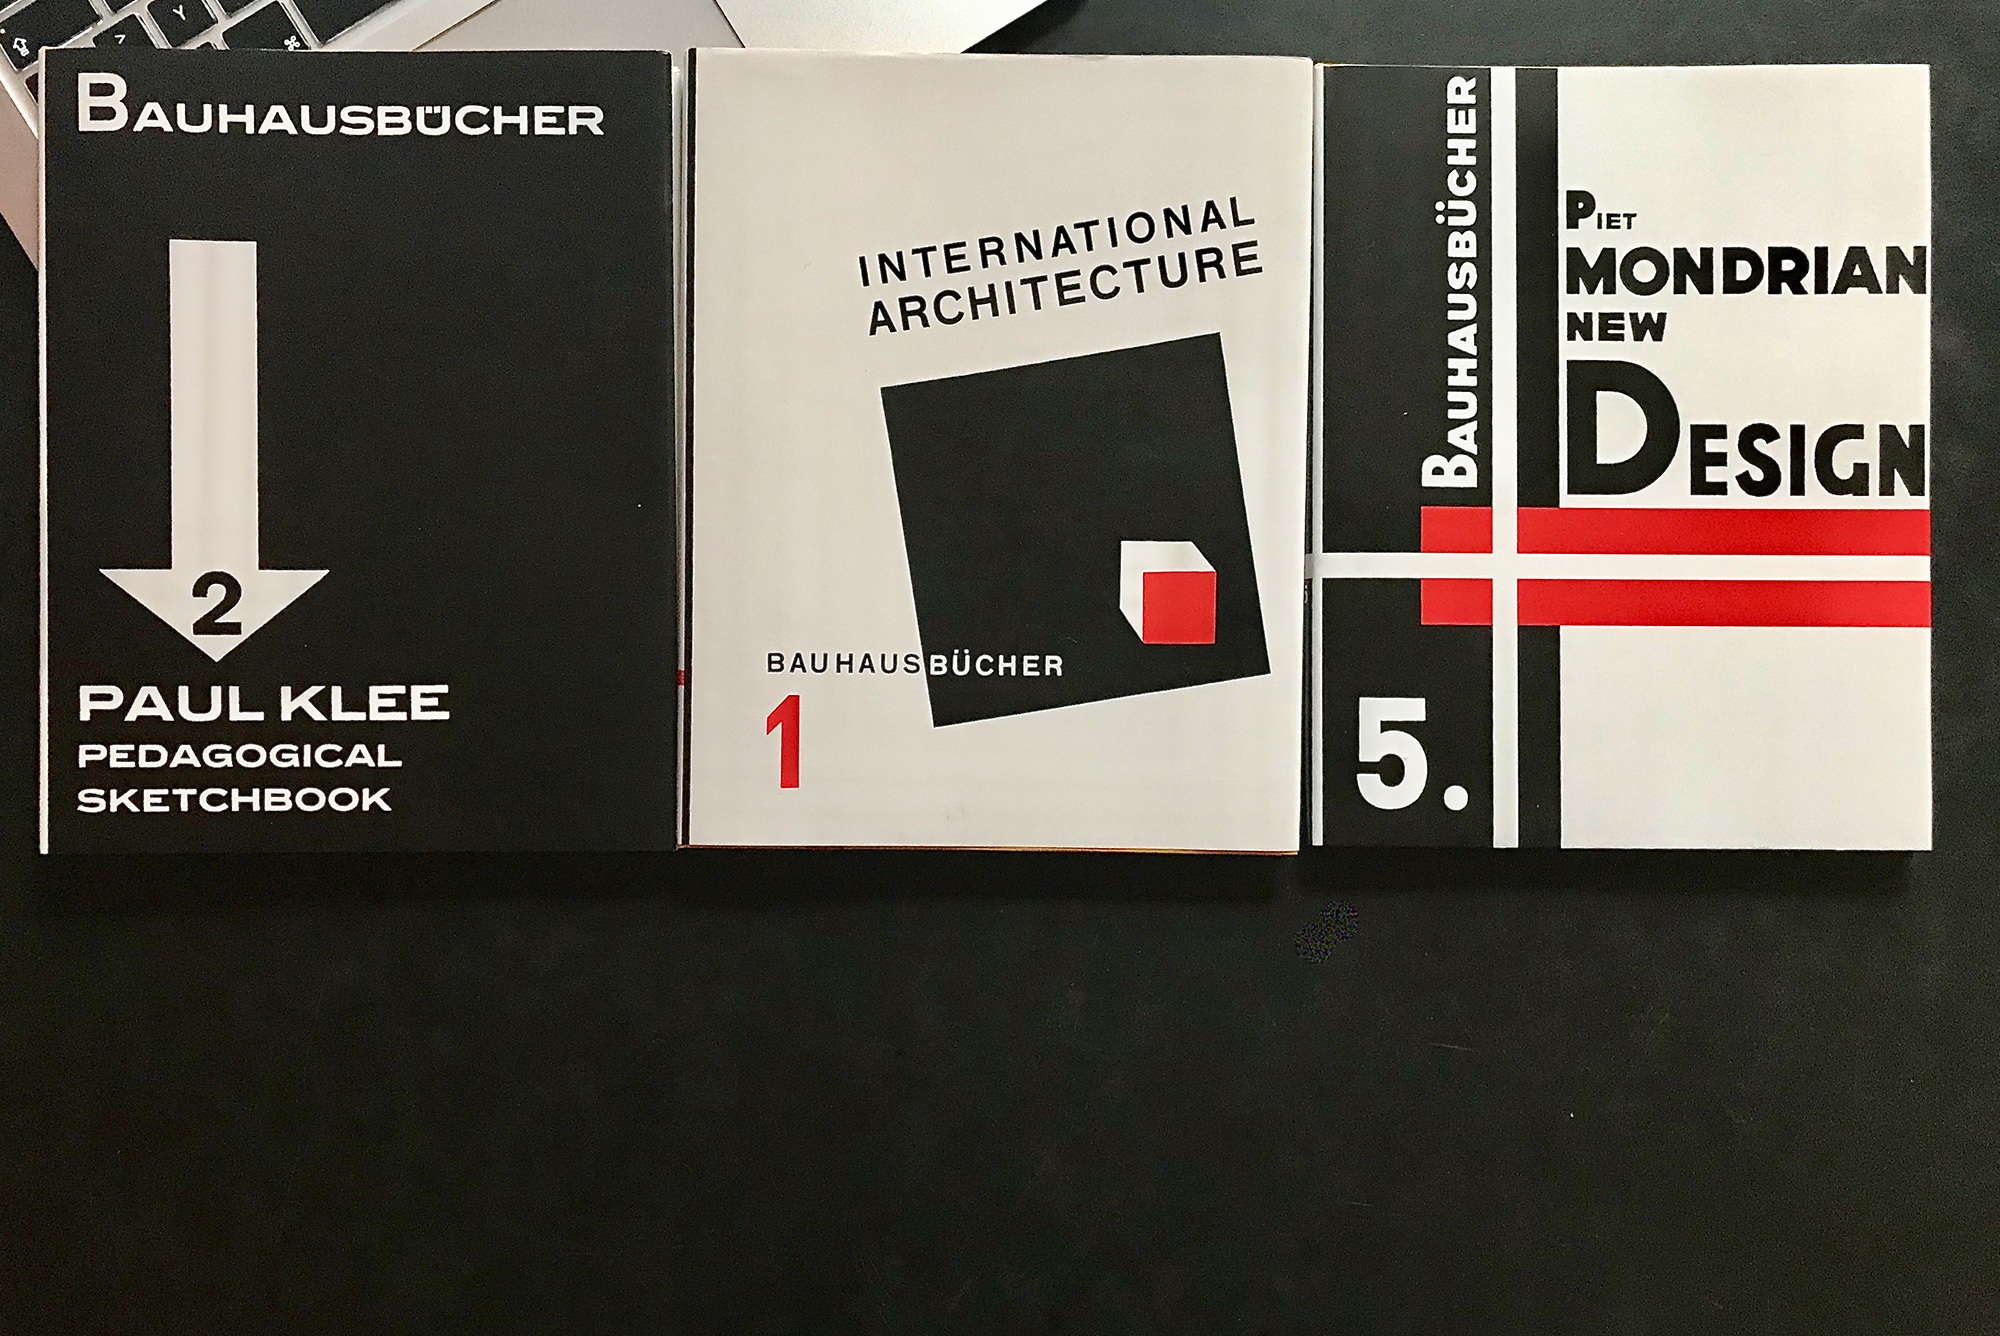 BAUHAUSBÜCHER
2
PAUL KLEE
PEDAGOGICAL
SKETCHBOOK
INTERNATIONAL
ARCHITECTURE
BAUHAUSBÜCHER
1
BAUHAUSBÜCHER
5.
PIET
MONDRIAN
NEW
DESIGN
Y
⌘